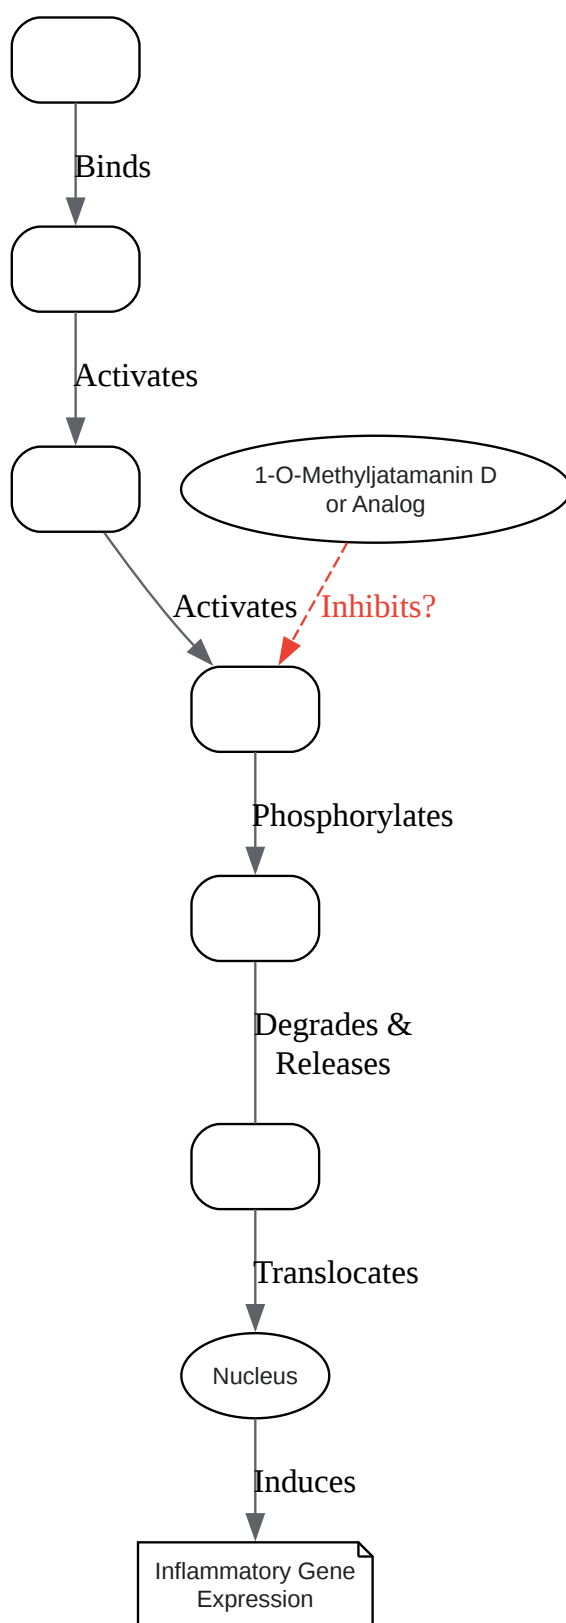 Binds
Activates
1-O-Methyljatamanin D
or Analog
Activates
Inhibits?
Phosphorylates
Degrades &
Releases
Translocates
Nucleus
Induces
Inflammatory Gene
Expression